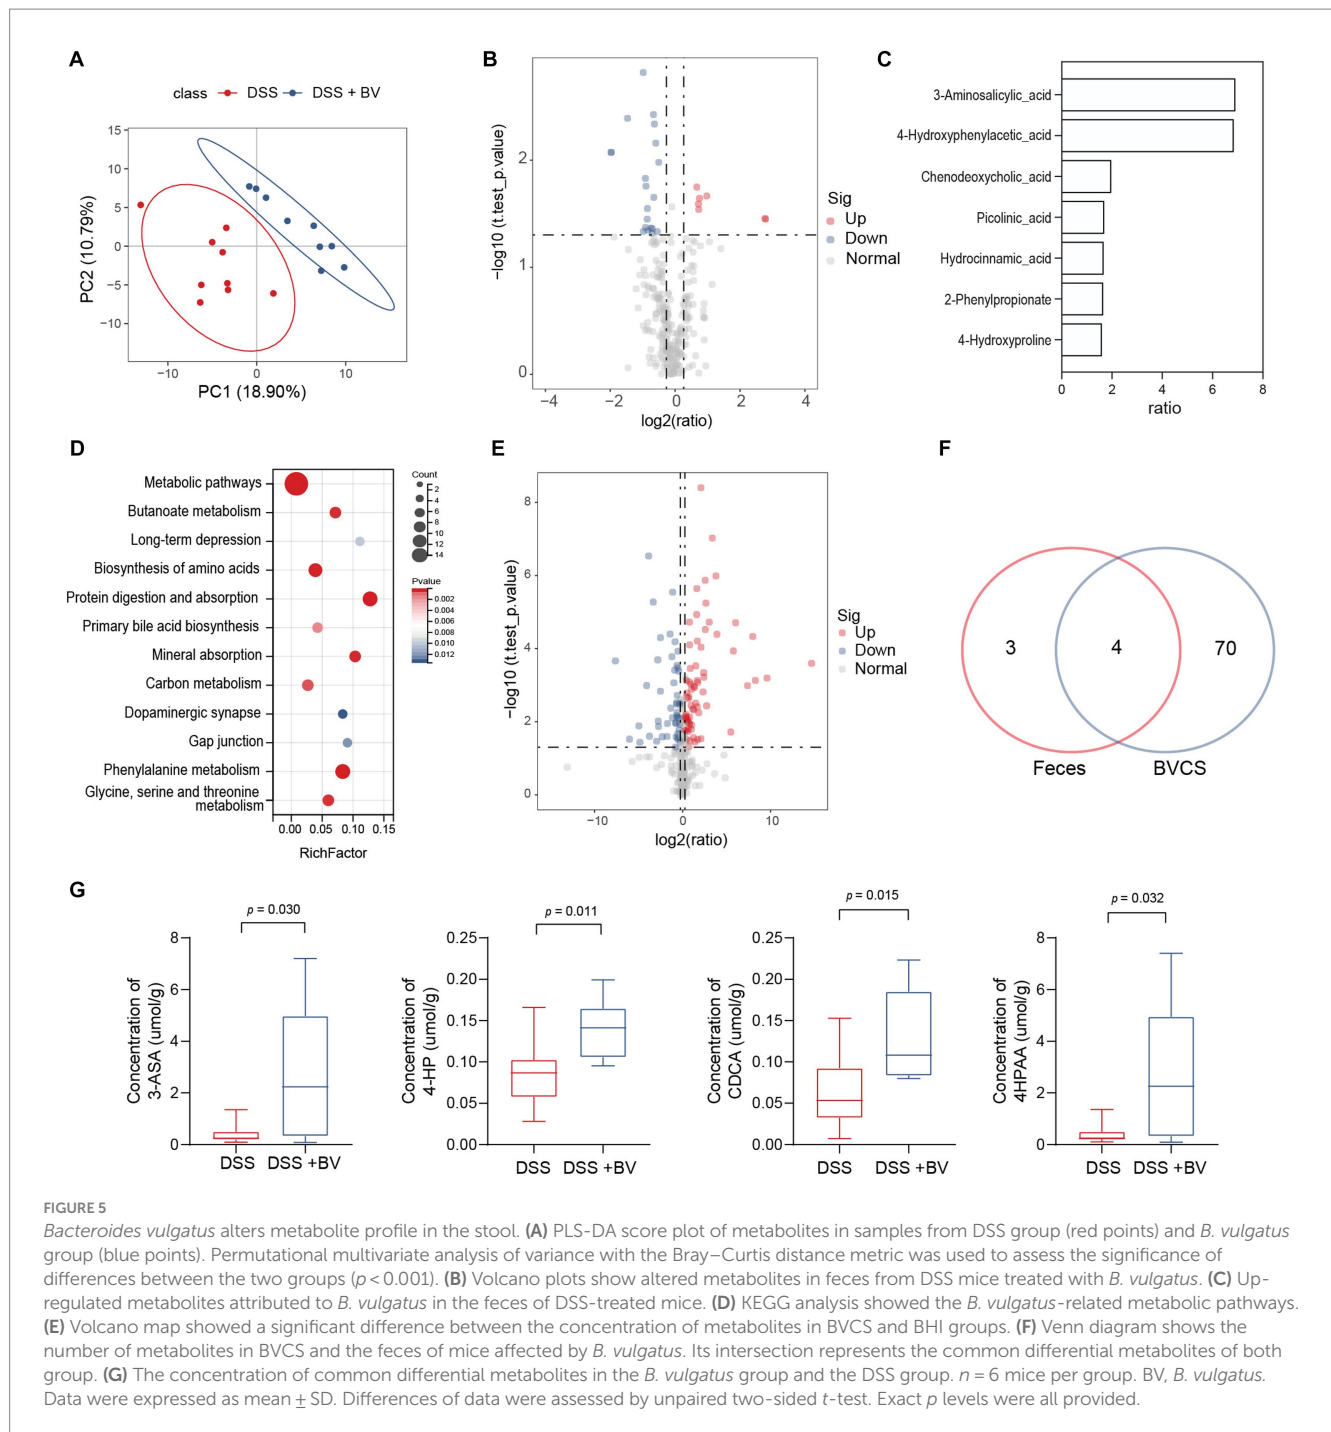 A
class DSS DSS + BV
15
10
5
0
−5
−10
−10 0 10
PC2 (10.79%)
PC1 (18.90%)
B
−log10 (t.test_p.value)
2
1
0
−4 −2 0 2 4
log2(ratio)
Sig
Up
Down
Normal
C
3-Aminosalicylic_acid
4-Hydroxyphenylacetic_acid
Chenodeoxycholic_acid
Picolinic_acid
Hydrocinnamic_acid
2-Phenylpropionate
4-Hydroxyproline
0 2 4 6 8
ratio
D
Metabolic pathways
Butanoate metabolism
Long-term depression
Biosynthesis of amino acids
Protein digestion and absorption
Primary bile acid biosynthesis
Mineral absorption
Carbon metabolism
Dopaminergic synapse
Gap junction
Phenylalanine metabolism
Glycine, serine and threonine
metabolism
0.00 0.05 0.10 0.15
RichFactor
Count
2
4
6
8
10
12
14
Pvalue
0.002
0.004
0.006
0.008
0.010
0.012
E
−log10 (t.test_p.value)
8
6
4
2
0
−10 0 10
log2(ratio)
Sig
Up
Down
Normal
F
3 4 70
Feces BVCS
G
p = 0.030
Concentration of
3-ASA (umol/g)
8
6
4
2
0
DSS DSS +BV
p = 0.011
Concentration of
4-HP (umol/g)
0.25
0.20
0.15
0.10
0.05
0.00
DSS DSS +BV
p = 0.015
Concentration of
CDCA (umol/g)
0.25
0.20
0.15
0.10
0.05
0.00
DSS DSS +BV
p = 0.032
Concentration of
4HPAA (umol/g)
8
6
4
2
0
DSS DSS +BV
FIGURE 5
Bacteroides vulgatus alters metabolite profile in the stool. (A) PLS-DA score plot of metabolites in samples from DSS group (red points) and B. vulgatus
group (blue points). Permutational multivariate analysis of variance with the Bray–Curtis distance metric was used to assess the significance of
differences between the two groups (p < 0.001). (B) Volcano plots show altered metabolites in feces from DSS mice treated with B. vulgatus. (C) Up-
regulated metabolites attributed to B. vulgatus in the feces of DSS-treated mice. (D) KEGG analysis showed the B. vulgatus-related metabolic pathways.
(E) Volcano map showed a significant difference between the concentration of metabolites in BVCS and BHI groups. (F) Venn diagram shows the
number of metabolites in BVCS and the feces of mice affected by B. vulgatus. Its intersection represents the common differential metabolites of both
group. (G) The concentration of common differential metabolites in the B. vulgatus group and the DSS group. n = 6 mice per group. BV, B. vulgatus.
Data were expressed as mean ± SD. Differences of data were assessed by unpaired two-sided t-test. Exact p levels were all provided.